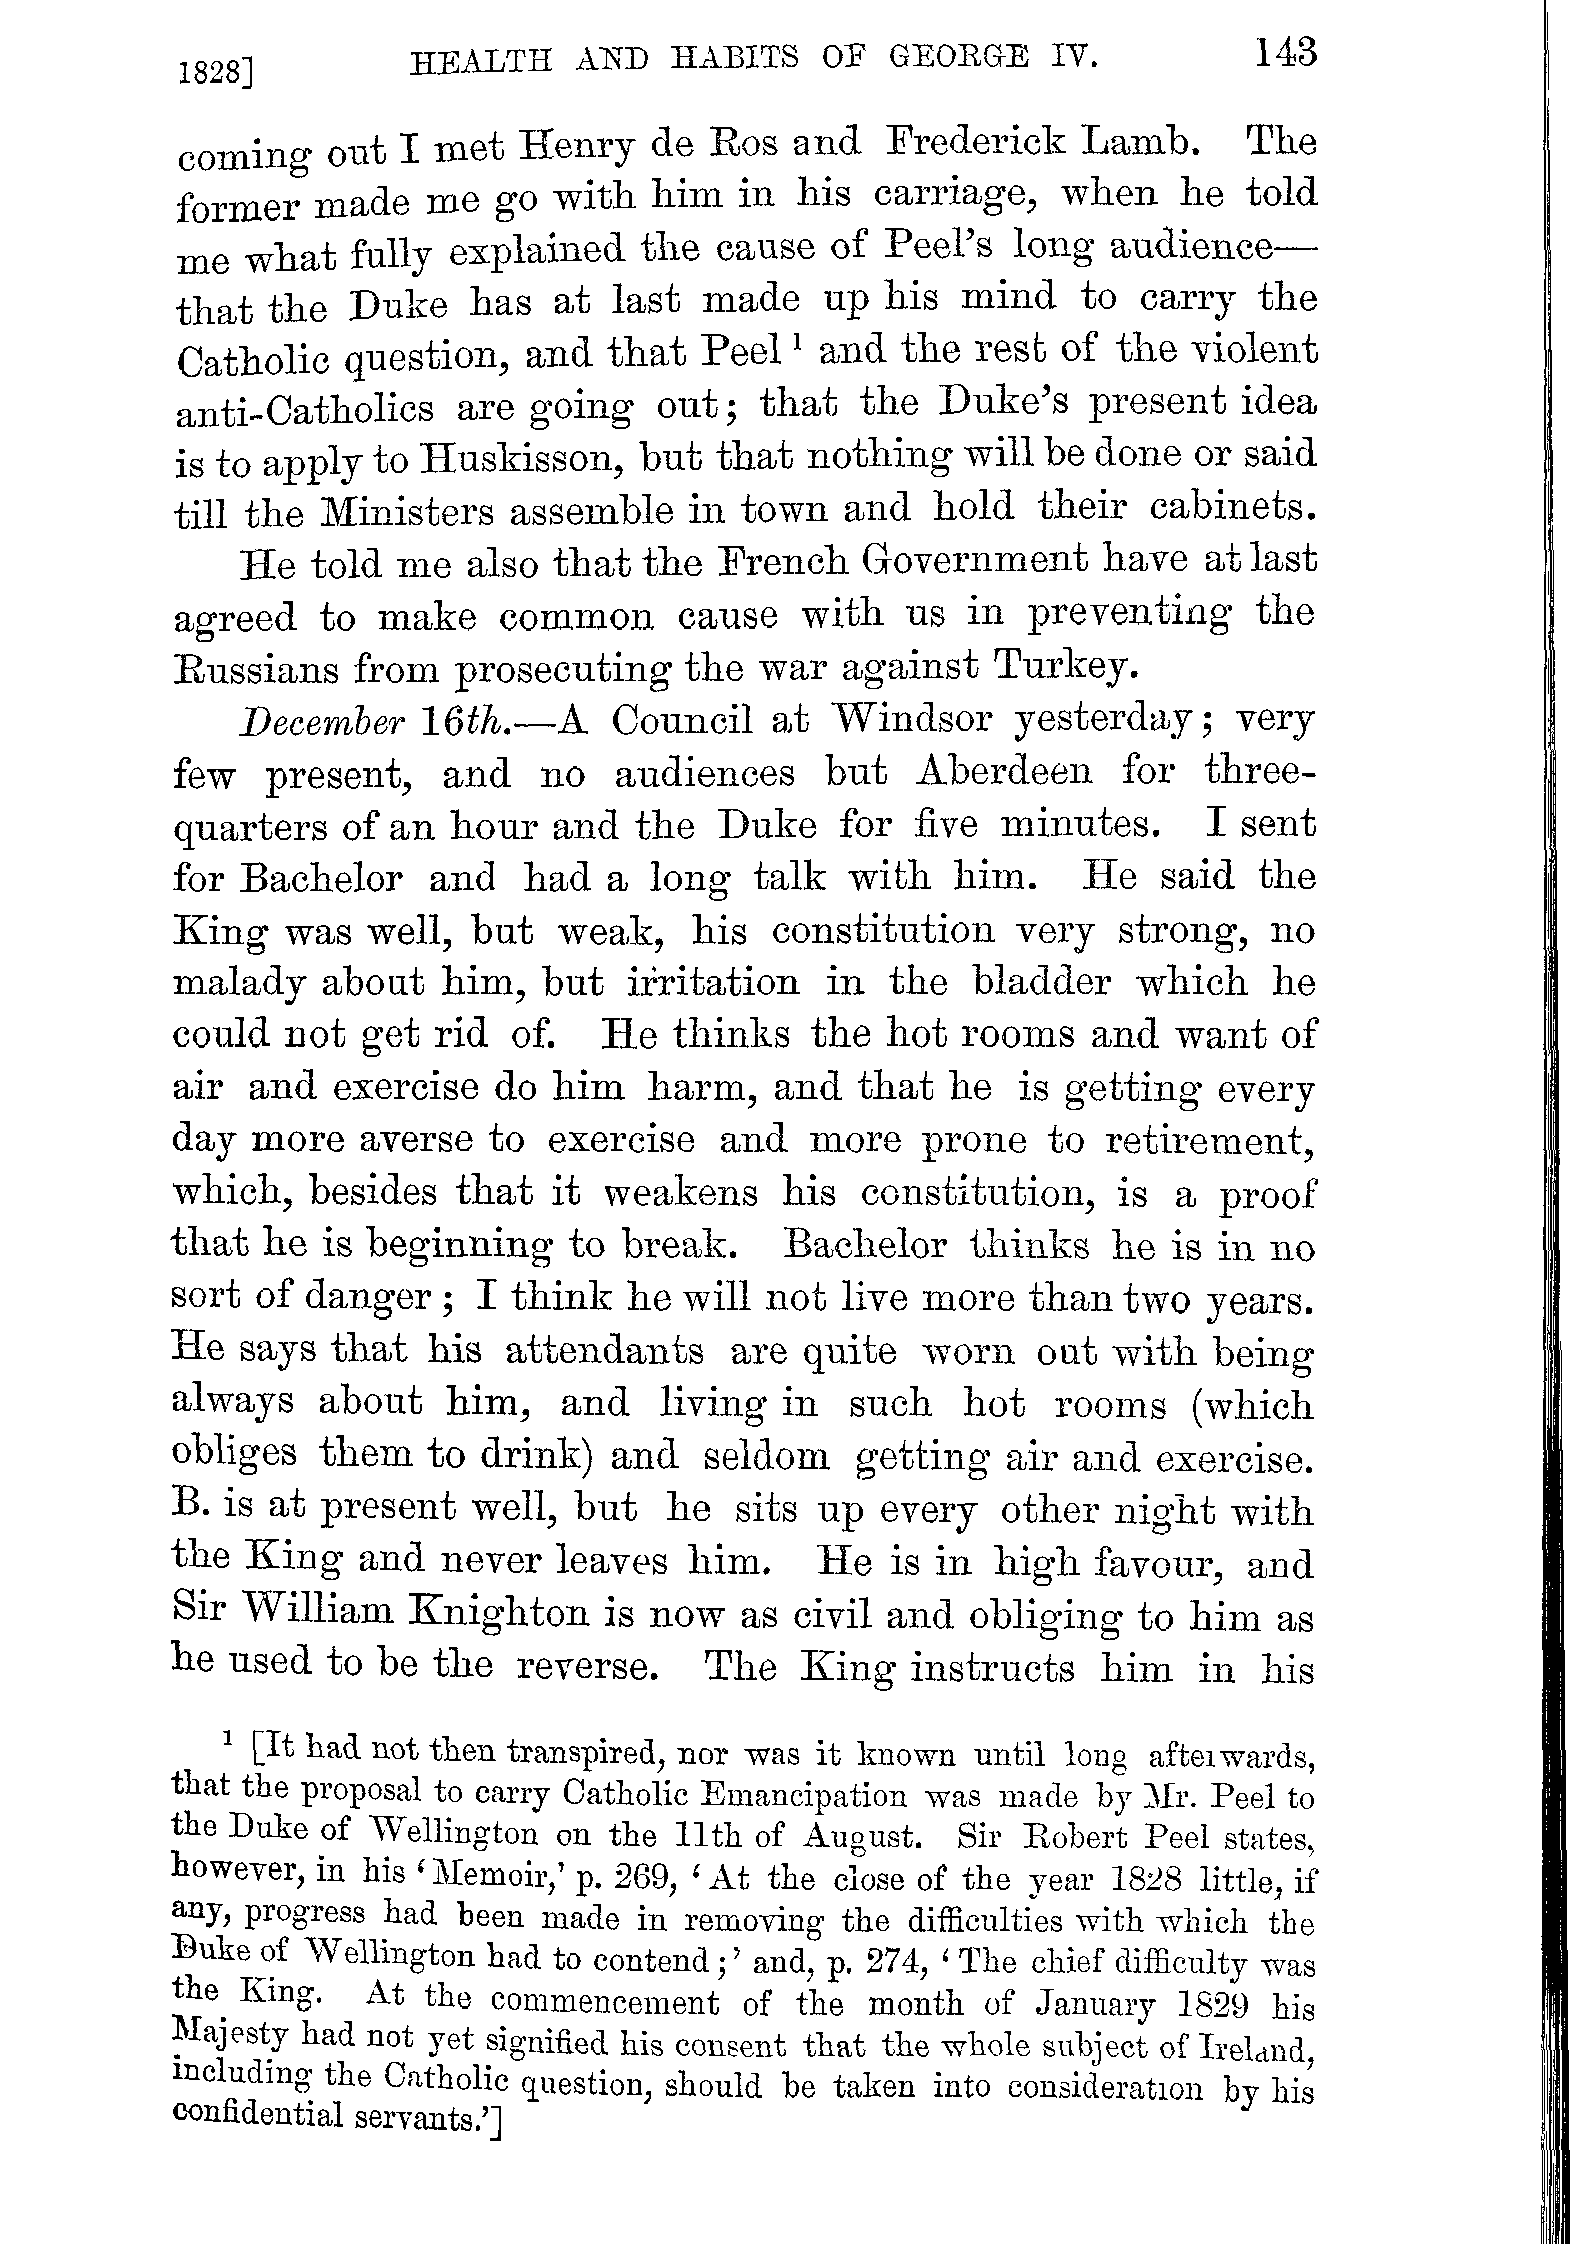 1828] HEALTH AND HABITS OF GEORGE IV. 143
coming out I met Henry de Ros and Frederick Lamb. The
former made me go with him in his carriage, when he told
me what fully explained the cause of Peel's long audience—
that the Duke has at last made up his mind to carry the
Catholic question, and that Peel¹ and the rest of the violent
anti-Catholics are going out; that the Duke's present idea
is to apply to Huskisson, but that nothing will be done or said
till the Ministers assemble in town and hold their cabinets.
He told me also that the French Government have at last
agreed to make common cause with us in preventing the
Russians from prosecuting the war against Turkey.
December 16th.—A Council at Windsor yesterday; very
few present, and no audiences but Aberdeen for three-
quarters of an hour and the Duke for five minutes. I sent
for Bachelor and had a long talk with him. He said the
King was well, but weak, his constitution very strong, no
malady about him, but irritation in the bladder which he
could not get rid of. He thinks the hot rooms and want of
air and exercise do him harm, and that he is getting every
day more averse to exercise and more prone to retirement,
which, besides that it weakens his constitution, is a proof
that he is beginning to break. Bachelor thinks he is in no
sort of danger; I think he will not live more than two years.
He says that his attendants are quite worn out with being
always about him, and living in such hot rooms (which
obliges them to drink) and seldom getting air and exercise.
B. is at present well, but he sits up every other night with
the King and never leaves him. He is in high favour, and
Sir William Knighton is now as civil and obliging to him as
he used to be the reverse. The King instructs him in his
¹ [It had not then transpired, nor was it known until long afterwards,
that the proposal to carry Catholic Emancipation was made by Mr. Peel to
the Duke of Wellington on the 11th of August. Sir Robert Peel states,
however, in his 'Memoir,' p. 269, 'At the close of the year 1828 little, if
any, progress had been made in removing the difficulties with which the
Duke of Wellington had to contend;' and, p. 274, 'The chief difficulty was
the King. At the commencement of the month of January 1829 his
Majesty had not yet signified his consent that the whole subject of Ireland,
including the Catholic question, should be taken into consideration by his
confidential servants.']